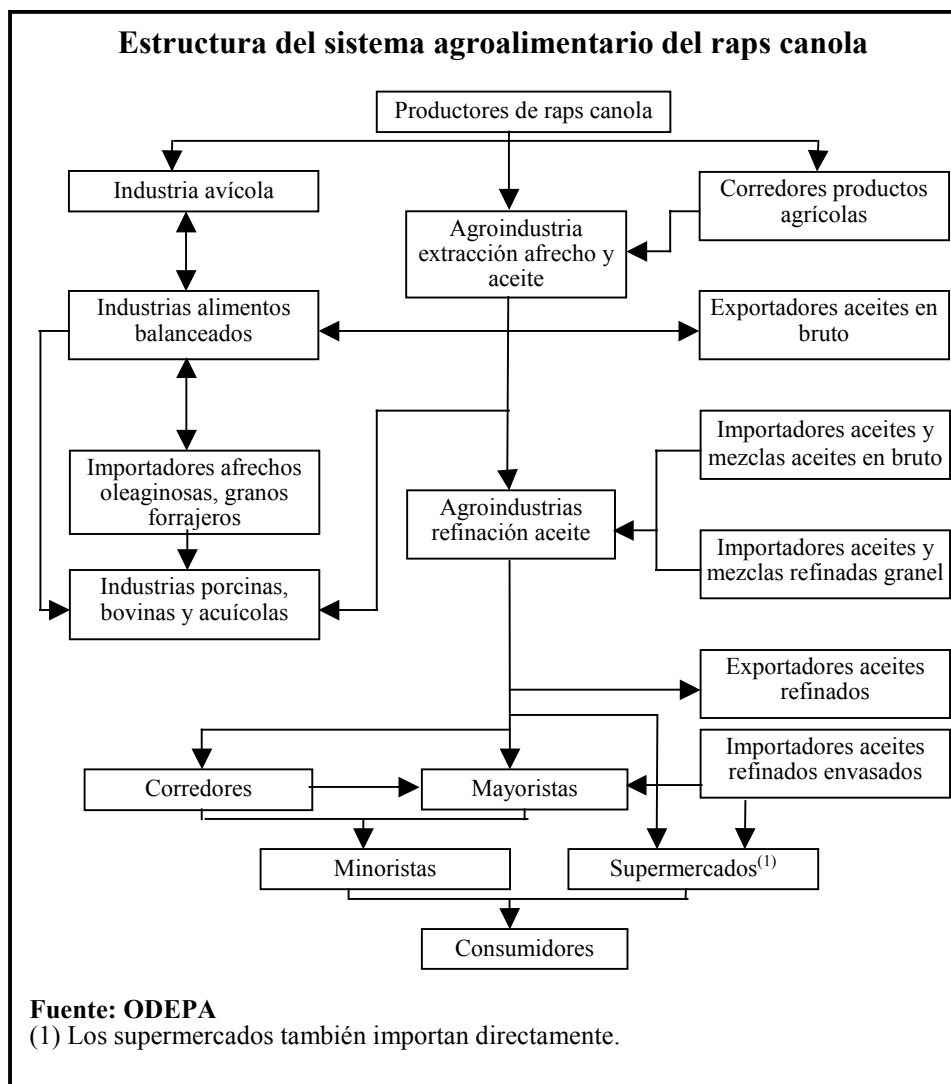 Estructura del sistema agroalimentario del raps canola
Productores de raps canola
Industria avícola
Agroindustria
extracción afrecho y
aceite
Corredores productos
agrícolas
Industrias alimentos
balanceados
Exportadores aceites en
bruto
Importadores afrechos
oleaginosas, granos
forrajeros
Agroindustrias
refinación aceite
Importadores aceites y
mezclas aceites en bruto
Importadores aceites y
mezclas refinadas granel
Industrias porcinas,
bovinas y acuícolas
Exportadores aceites
refinados
Importadores aceites
refinados envasados
Corredores
Mayoristas
Minoristas
Supermercados(1)
Consumidores
Fuente: ODEPA
(1) Los supermercados también importan directamente.